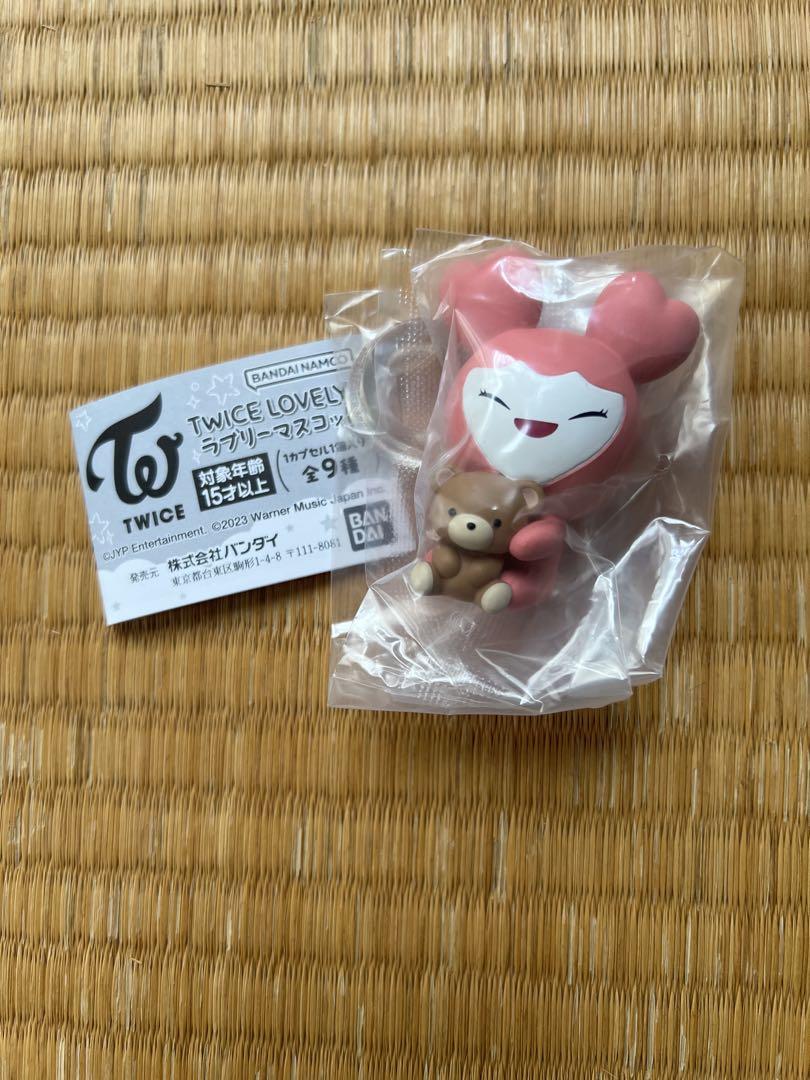 BANDAI NAMCO
TWICE LOVELY
ラブリーマスコッ
TWICE
対象年齢
15才以上
1カプセル1個入り
全9種
©JYP Entertainment. ©2023 Warner Music Japan Inc.
発売元 株式会社バンダイ
東京都台東区駒形1-4-8 〒111-8081
BAN
DAI